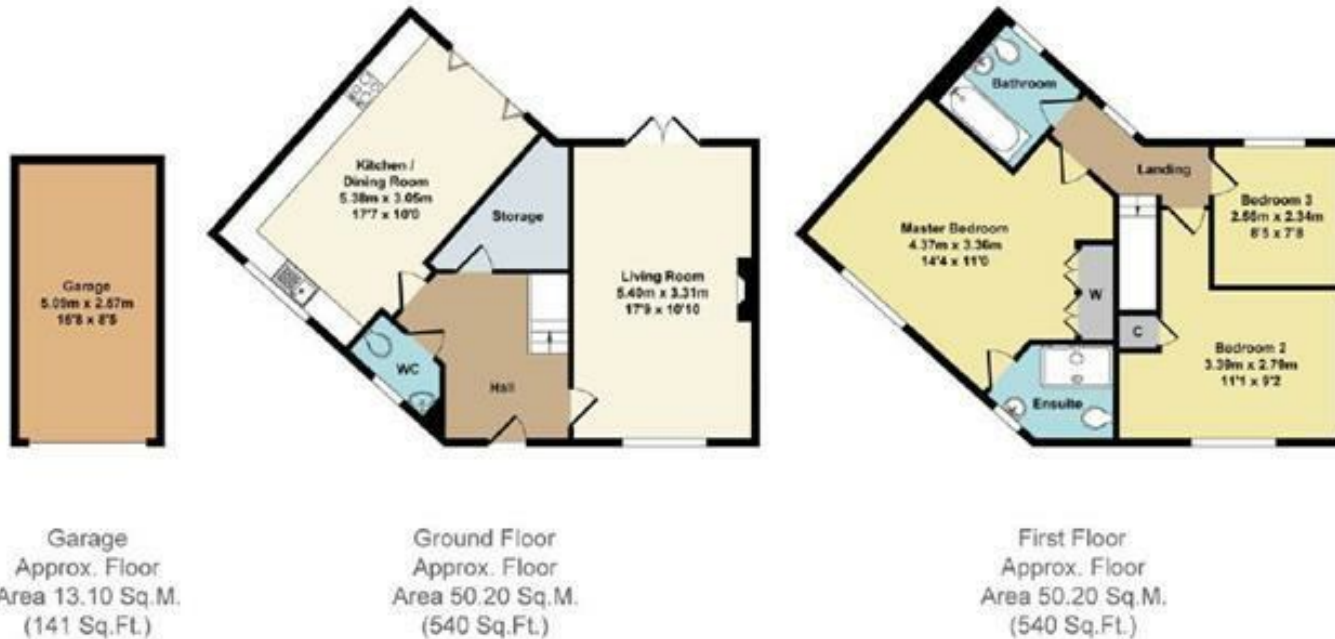 Garage
5.09m x 2.57m
16'8 x 8'5
Kitchen /
Dining Room
5.38m x 3.05m
17'7 x 10'0
Storage
Living Room
5.40m x 3.31m
17'9 x 10'10
WC
Hall
Bathroom
Landing
Bedroom 3
2.56m x 2.34m
8'5 x 7'8
Master Bedroom
4.37m x 3.36m
14'4 x 11'0
W
C
Bedroom 2
3.39m x 2.79m
11'1 x 9'2
Ensuite
Garage
Approx. Floor
Area 13.10 Sq.M.
(141 Sq.Ft.)
Ground Floor
Approx. Floor
Area 50.20 Sq.M.
(540 Sq.Ft.)
First Floor
Approx. Floor
Area 50.20 Sq.M.
(540 Sq.Ft.)